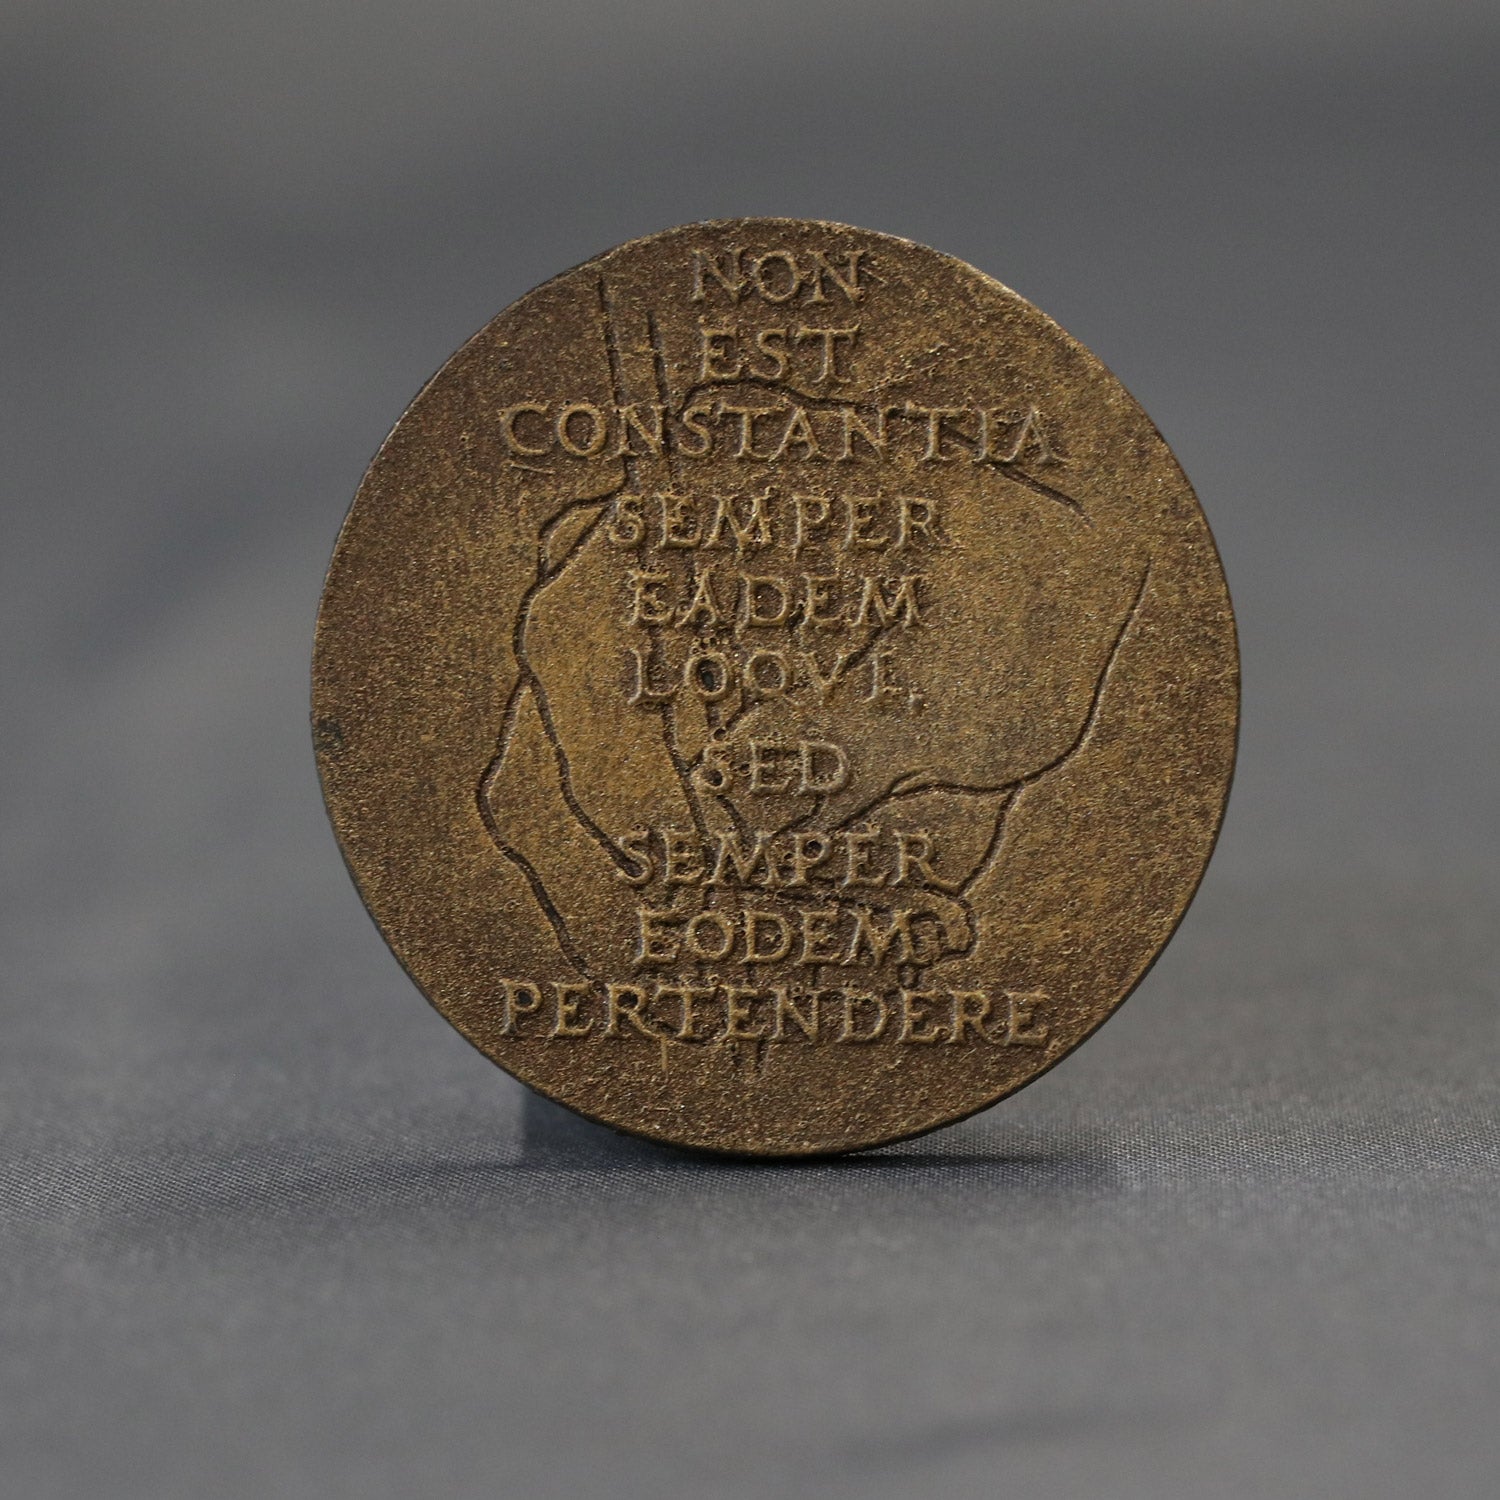 NON
EST
CONSTANTIA
SEMPER
EADEM
LOQVI,
SED
SEMPER
EODEM
PERTENDERE